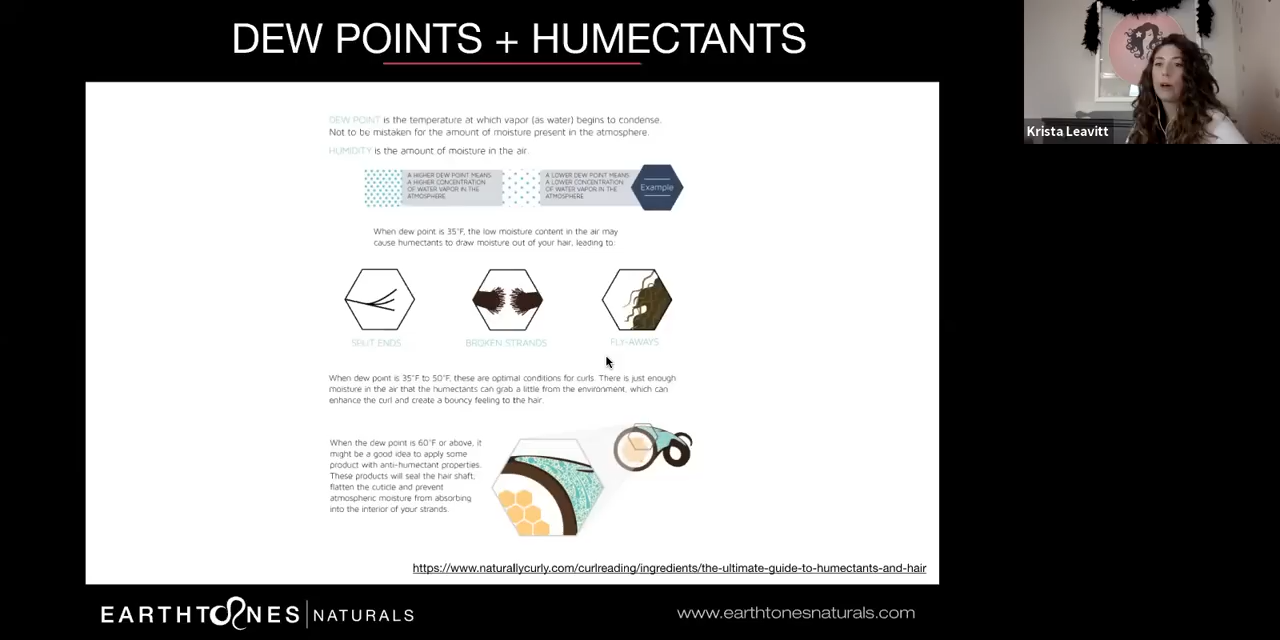 DEW POINTS + HUMECTANTS
Krista Leavitt
DEW POINT is the temperature at which vapor (as water) begins to condense.
Not to be mistaken for the amount of moisture present in the atmosphere.
HUMIDITY is the amount of moisture in the air.
A HIGHER DEW POINT MEANS
A HIGHER CONCENTRATION
OF WATER VAPOR IN THE
ATMOSPHERE
A LOWER DEW POINT MEANS
A LOWER CONCENTRATION
OF WATER VAPOR IN THE
ATMOSPHERE
Example
When dew point is 35°F, the low moisture content in the air may
cause humectants to draw moisture out of your hair, leading to:
SPLIT ENDS
BROKEN STRANDS
FLY-AWAYS
When dew point is 35°F to 50°F, these are optimal conditions for curls. There is just enough
moisture in the air that the humectants can grab a little from the environment, which can
enhance the curl and create a bouncy feeling to the hair.
When the dew point is 60°F or above, it
might be a good idea to apply some
product with anti-humectant properties.
These products will seal the hair shaft,
flatten the cuticle and prevent
atmospheric moisture from absorbing
into the interior of your strands.
https://www.naturallycurly.com/curlreading/ingredients/the-ultimate-guide-to-humectants-and-hair
EARTHTONES NATURALS
www.earthtonesnaturals.com